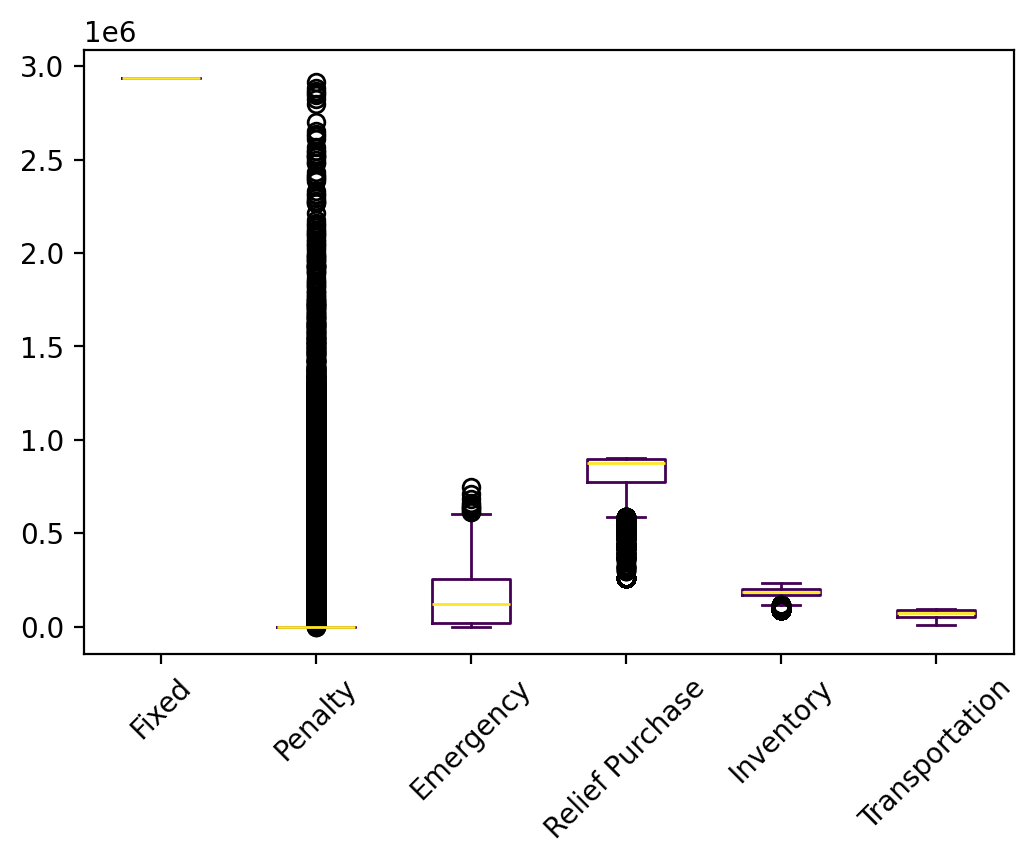 1e6
3.0
2.5
2.0
1.5
1.0
0.5
0.0
Fixed
Penalty
Emergency
Relief Purchase
Inventory
Transportation